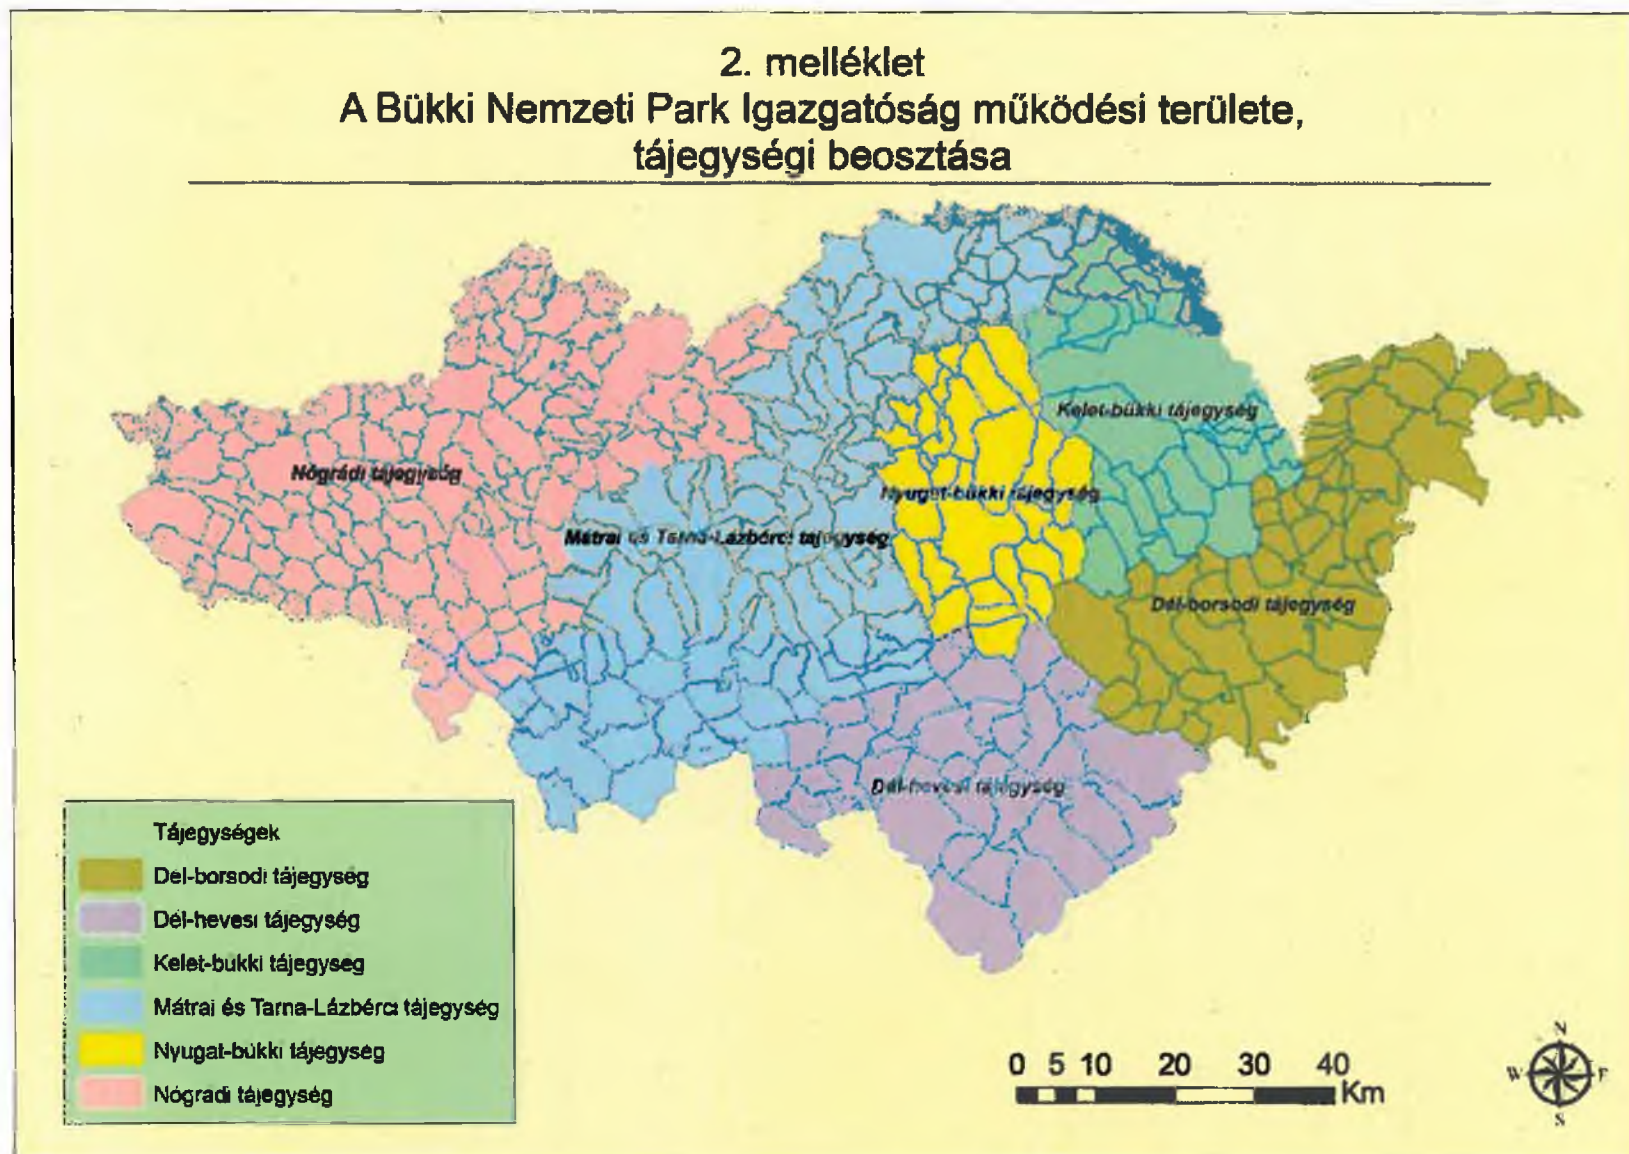 2. melléklet
A Bükki Nemzeti Park Igazgatóság működési területe,
tájegységi beosztása
Kelet-bükki tájegység
Nógrádi tájegység
Nyugat-bükki tájegység
Mátrai és Tarna-Lázbérci tájegység
Dél-borsodi tájegység
Dél-hevesi tájegység
Tájegységek
Dél-borsodi tájegység
Dél-hevesi tájegység
Kelet-bukki tájegység
Mátrai és Tarna-Lázbérci tájegység
Nyugat-bükki tájegység
Nógrádi tájegység
0 5 10 20 30 40
Km
N
W E
S